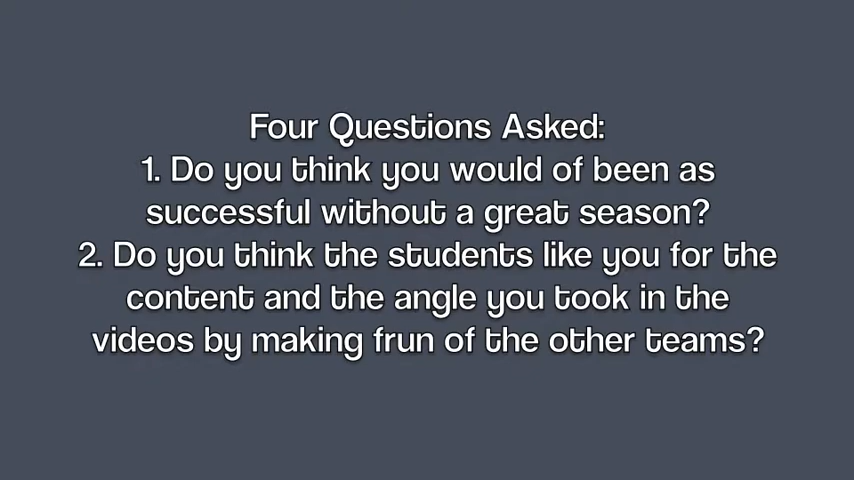 Four Questions Asked:
1. Do you think you would of been as
successful without a great season?
2. Do you think the students like you for the
content and the angle you took in the
videos by making frun of the other teams?